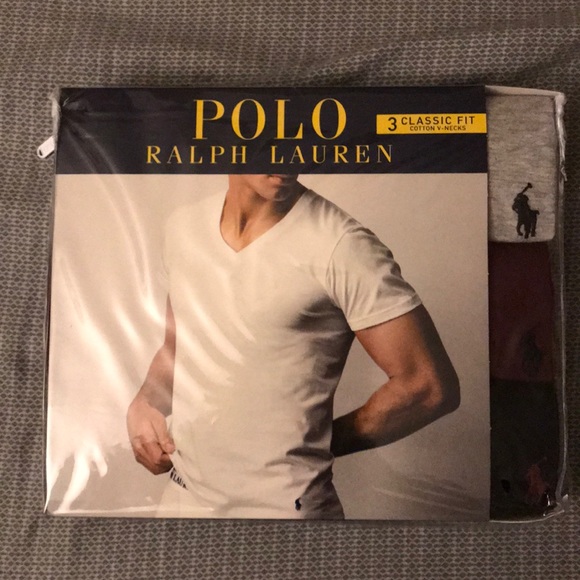 POLO
RALPH LAUREN
3 CLASSIC FIT
COTTON V-NECKS